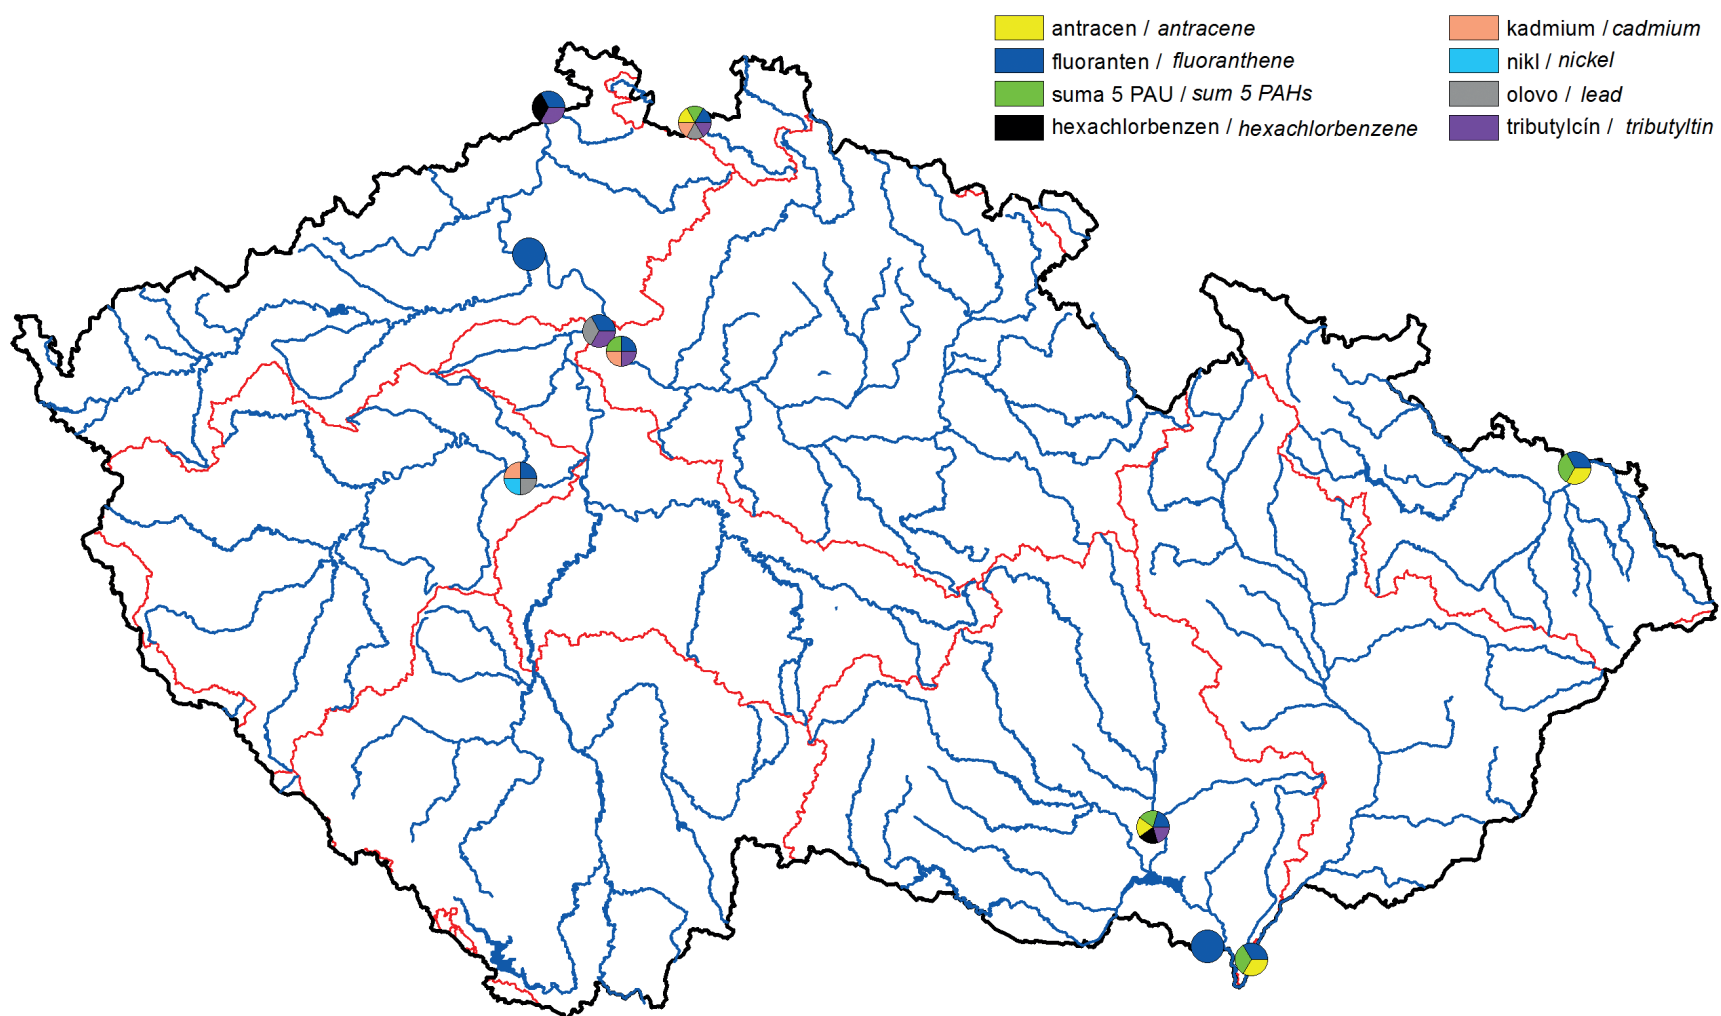 antracen / antracene
fluoranten / fluoranthene
suma 5 PAU / sum 5 PAHs
hexachlorbenzen / hexachlorbenzene
kadmium / cadmium
nikl / nickel
olovo / lead
tributylcín / tributyltin